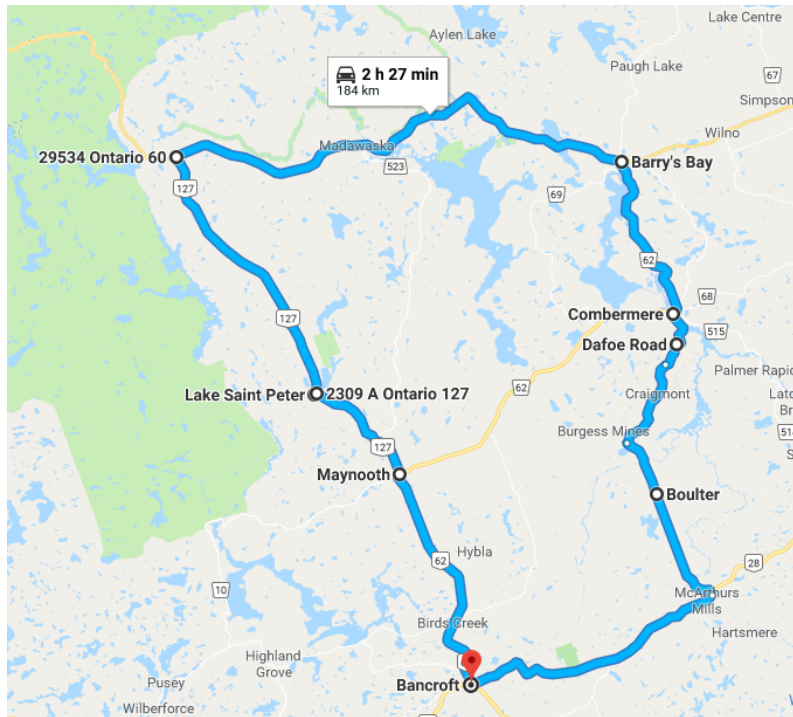 Lake Centre
Aylen Lake
Paugh Lake
67
2 h 27 min
184 km
Simpson
Wilno
Madawaska
29534 Ontario 60
523
Barry's Bay
127
69
62
68
127
Combermere
515
Dafoe Road
Palmer Rapid
62
Lake Saint Peter
2309 A Ontario 127
Craigmont
Lato
Br
Burgess Mines
514
127
Maynooth
Boulter
Hybla
62
28
10
McArthurs
Mills
Birds Creek
Hartsmere
Highland
Grove
Bancroft
Pusey
Wilberforce